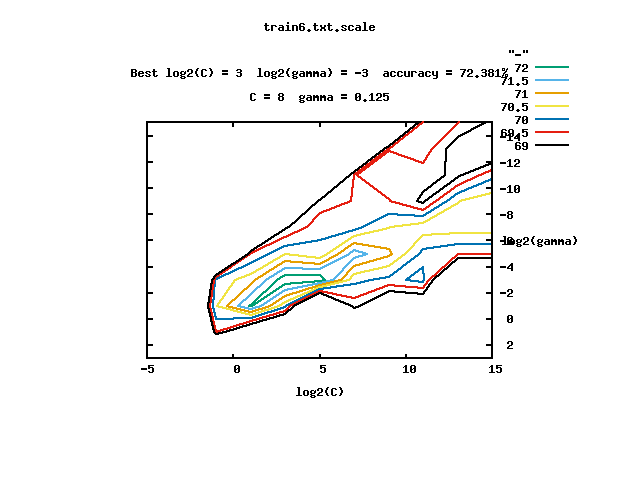 train6.txt.scale
"-"
Best log2(C) = 3 log2(gamma) = -3 accuracy = 72.381%
C = 8 gamma = 0.125
72
71.5
71
70.5
70
69.5
69
-14
-12
-10
-8
-6
log2(gamma)
-4
-2
0
2
-5 0 5 10 15
log2(C)